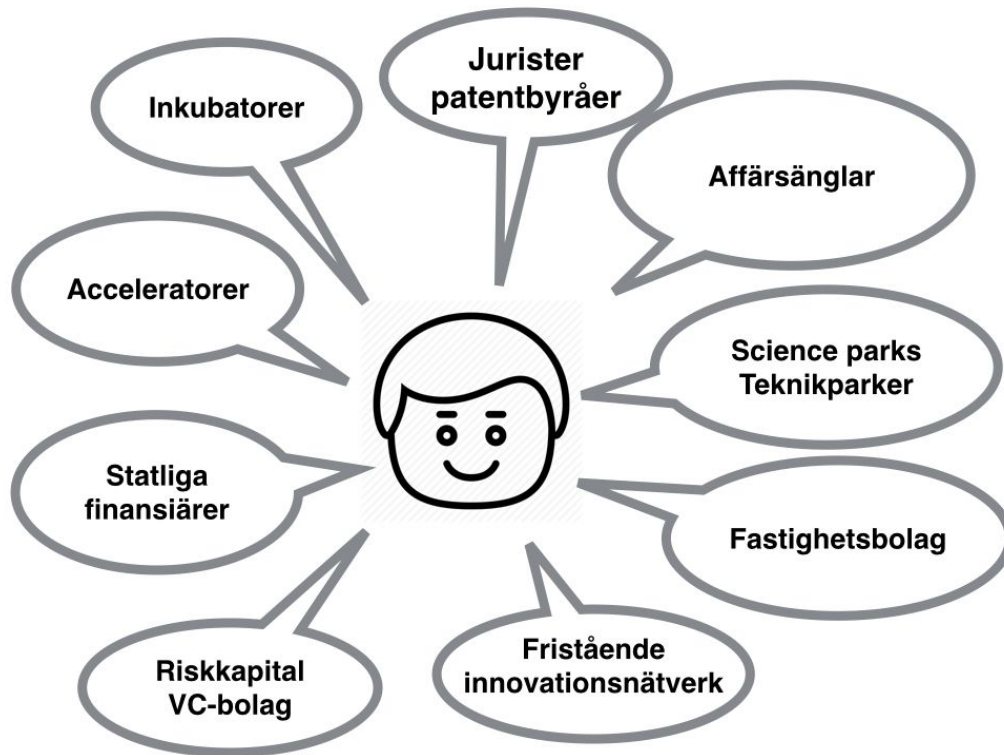 Inkubatorer
Jurister
patentbyråer
Affärsänglar
Acceleratorer
Science parks
Teknikparker
Statliga
finansiärer
Fastighetsbolag
Riskkapital
VC-bolag
Fristående
innovationsnätverk